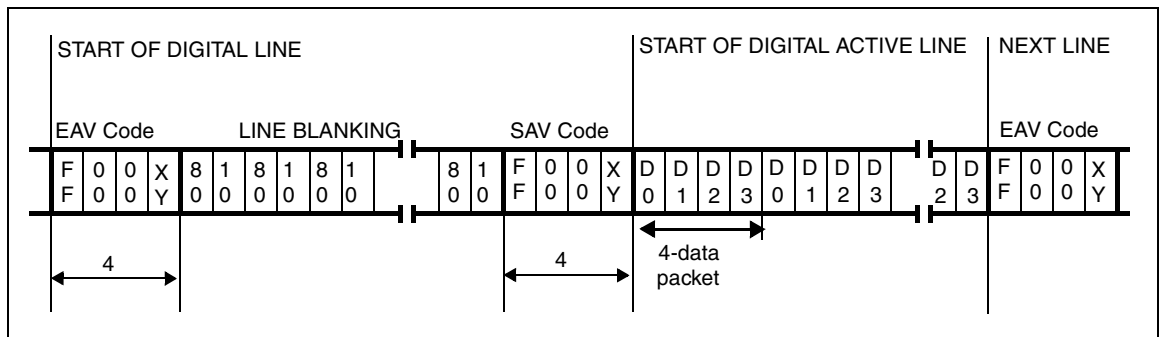 START OF DIGITAL LINE
START OF DIGITAL ACTIVE LINE
NEXT LINE
EAV Code
LINE BLANKING
SAV Code
EAV Code
F 0 0 X 8 1 8 1 8 1 8 1 F 0 0 X D D D D D D D D D D F 0 0 X
F 0 0 Y 0 0 0 0 0 0 0 0 F 0 0 Y 0 1 2 3 0 1 2 3 2 3 F 0 0 Y
4
4
4-data
packet